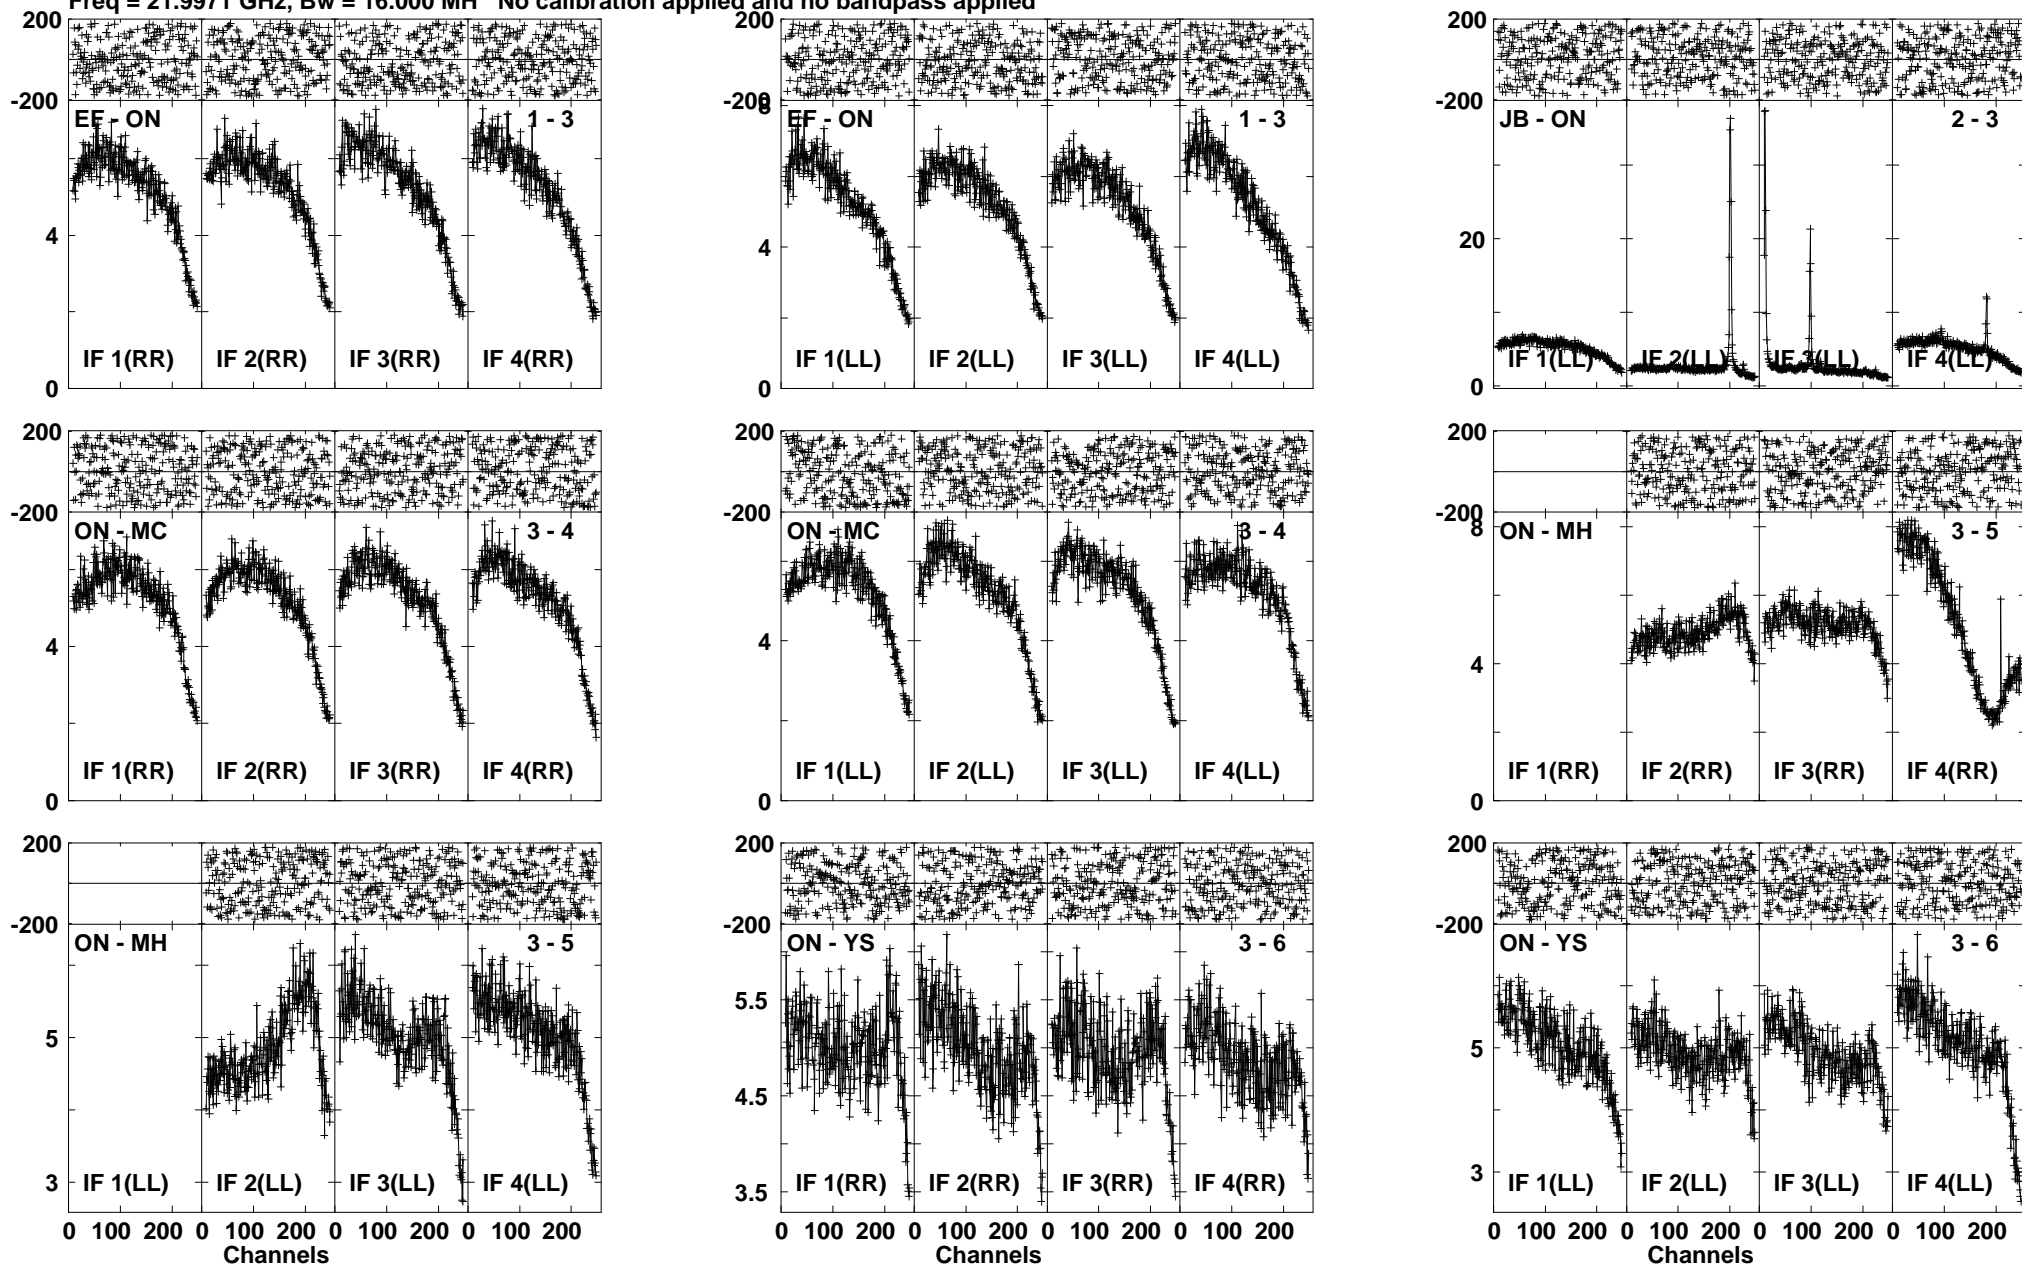 Freq = 21.9971 GHz, Bw = 16.000 MH No calibration applied and no bandpass applied
200 200 200
-200 -200 -200
8
EF - ON 1 - 3 EF - ON 1 - 3 JB - ON 2 - 3
4 4 20
IF 1(RR) IF 2(RR) IF 3(RR) IF 4(RR) IF 1(LL) IF 2(LL) IF 3(LL) IF 4(LL) IF 1(LL) IF 2(LL) IF 3(LL) IF 4(LL)
0 0 0
200 200 200
-200 -200 -200
8
ON - MC 3 - 4 ON - MC 3 - 4 ON - MH 3 - 5
4 4 4
IF 1(RR) IF 2(RR) IF 3(RR) IF 4(RR) IF 1(LL) IF 2(LL) IF 3(LL) IF 4(LL) IF 1(RR) IF 2(RR) IF 3(RR) IF 4(RR)
0 0 0
200 200 200
-200 -200 -200
ON - MH 3 - 5 ON - YS 3 - 6 ON - YS 3 - 6
5.5
5 5
4.5
3 IF 1(LL) IF 2(LL) IF 3(LL) IF 4(LL) 3.5 IF 1(RR) IF 2(RR) IF 3(RR) IF 4(RR) 3 IF 1(LL) IF 2(LL) IF 3(LL) IF 4(LL)
0 100 200 0 100 200 0 100 200 0 100 200 0 100 200 0 100 200 0 100 200 0 100 200 0 100 200 0 100 200 0 100 200 0 100 200
Channels Channels Channels